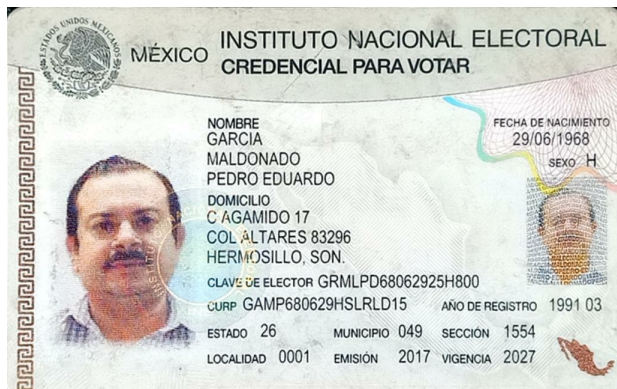 ESTADOS UNIDOS MEXICANOS
MÉXICO INSTITUTO NACIONAL ELECTORAL
CREDENCIAL PARA VOTAR
NOMBRE
GARCIA
MALDONADO
PEDRO EDUARDO
FECHA DE NACIMIENTO
29/06/1968
SEXO H
DOMICILIO
C AGAMIDO 17
COL ALTARES 83296
HERMOSILLO, SON.
CLAVE DE ELECTOR GRMLPD68062925H800
CURP GAMP680629HSLRLD15 AÑO DE REGISTRO 1991 03
ESTADO 26 MUNICIPIO 049 SECCIÓN 1554
LOCALIDAD 0001 EMISIÓN 2017 VIGENCIA 2027